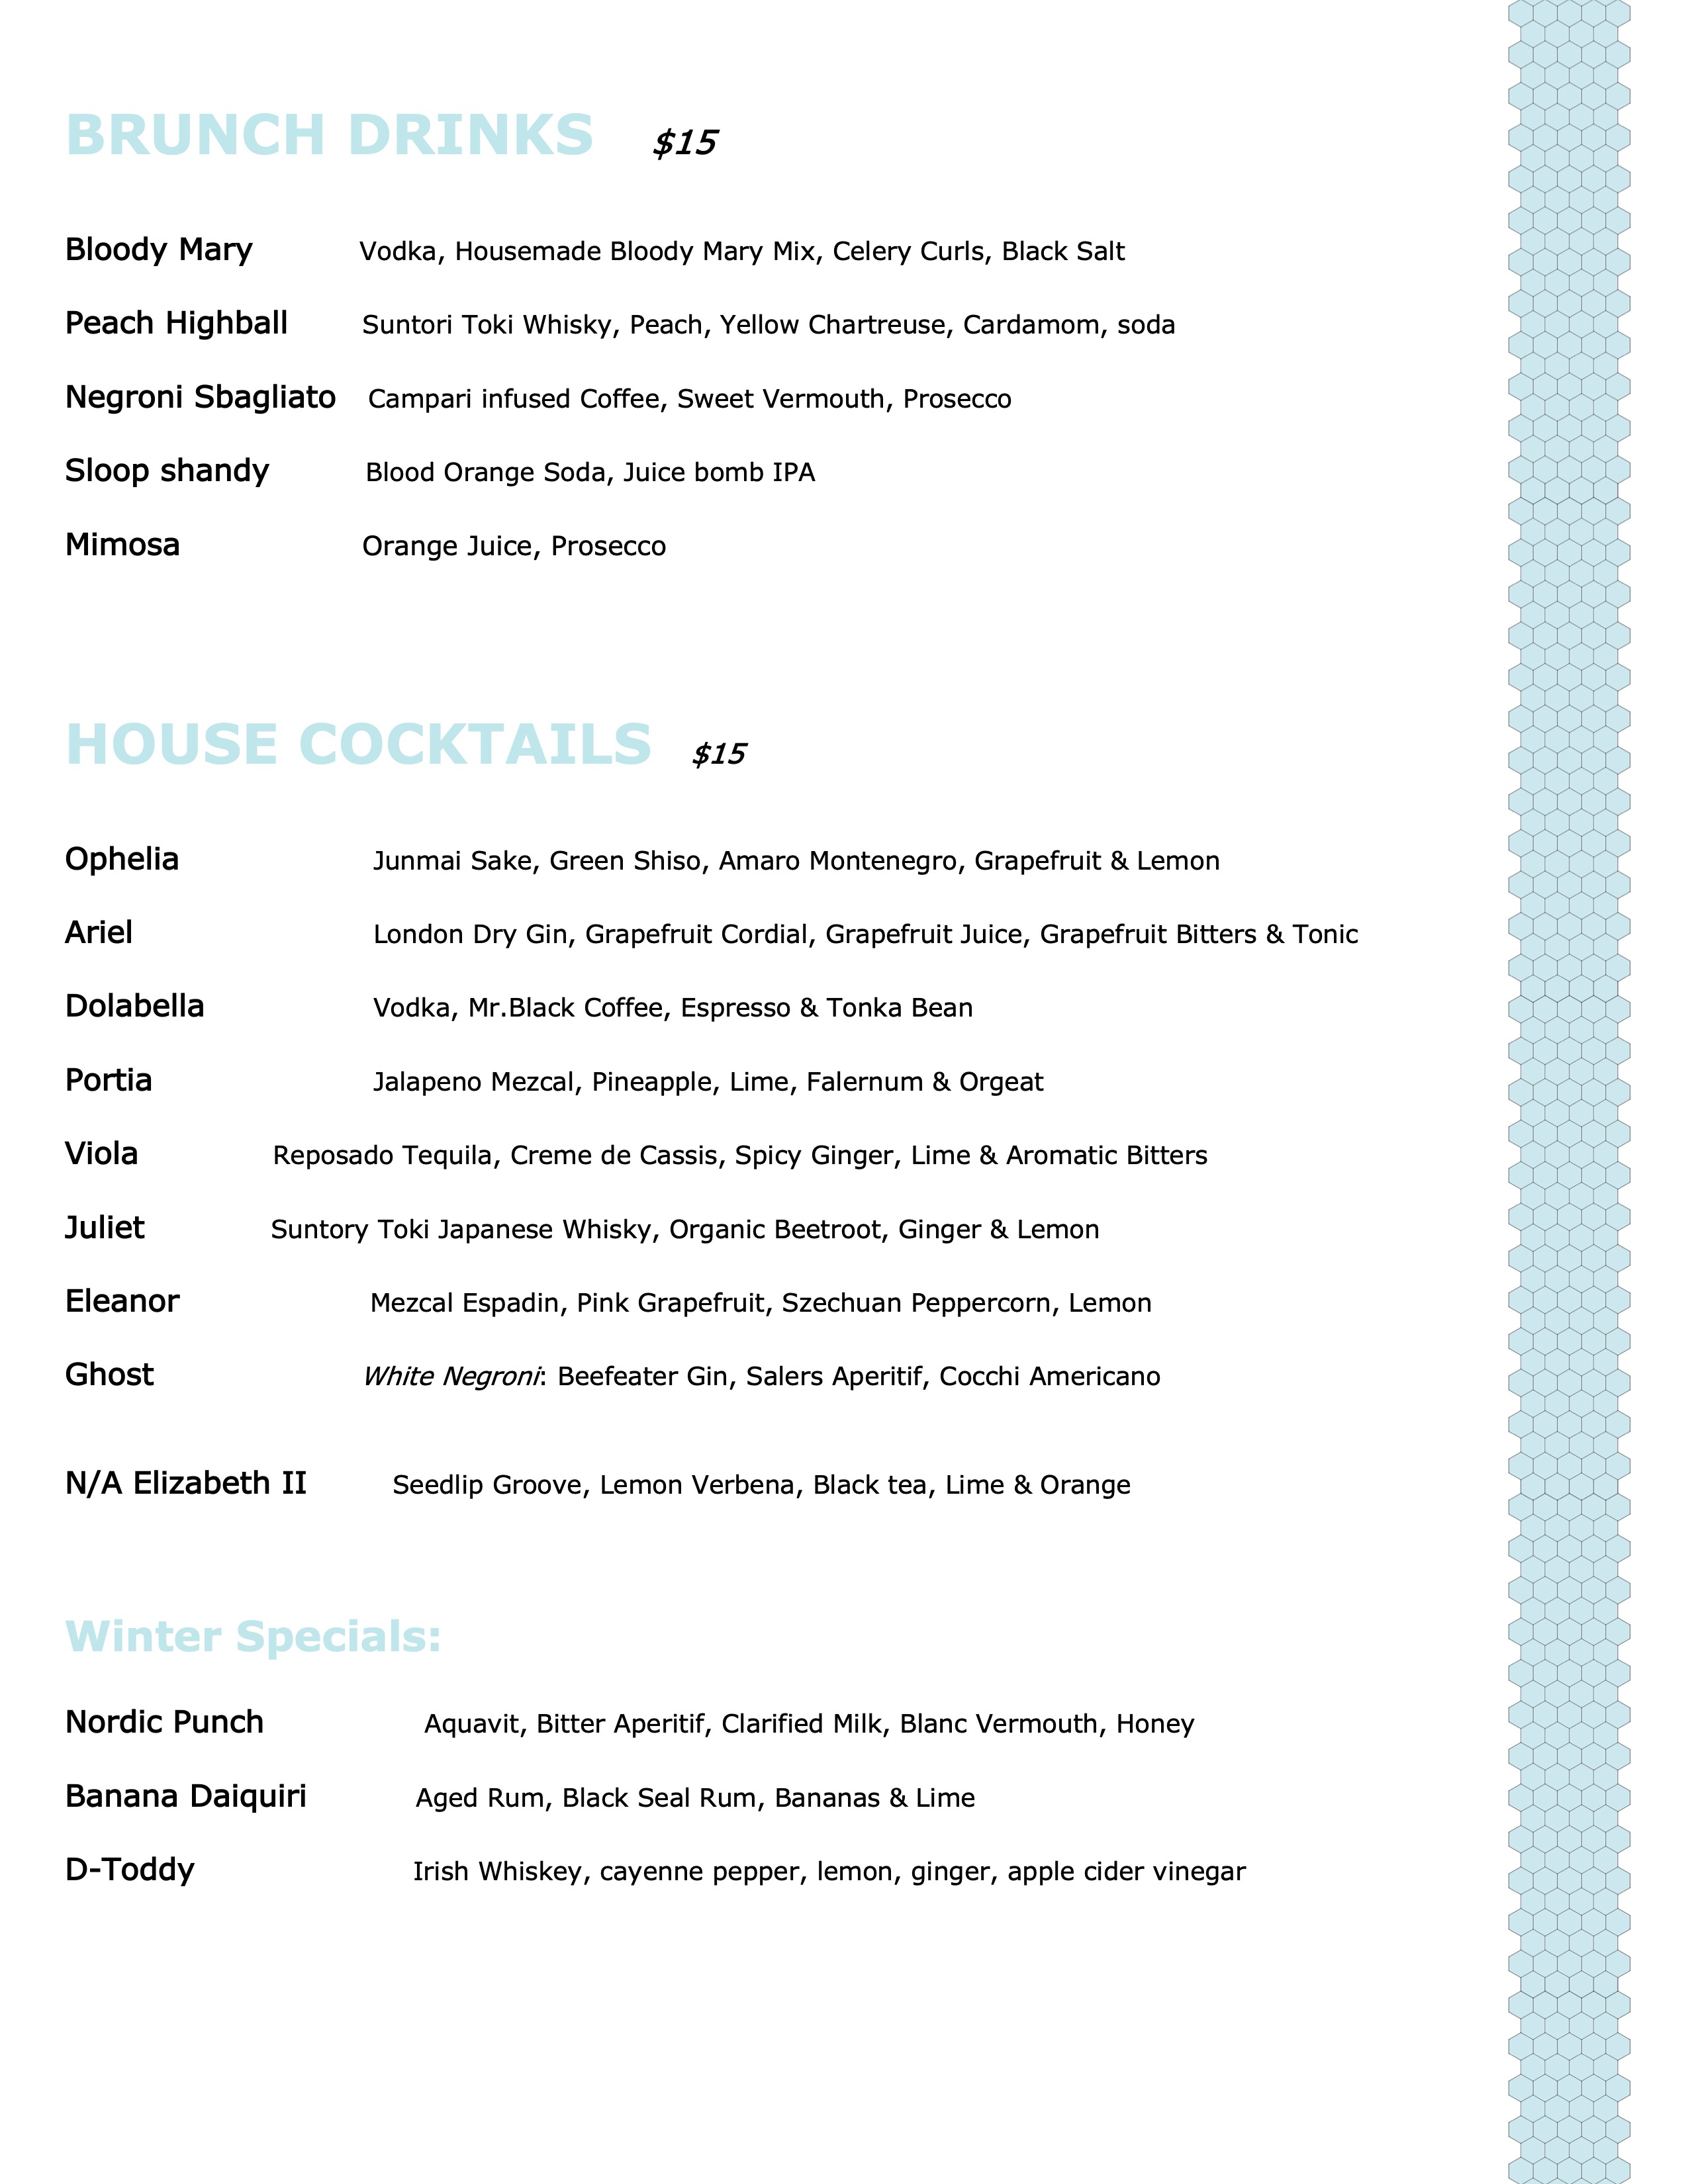 BRUNCH DRINKS $15
Bloody Mary Vodka, Housemade Bloody Mary Mix, Celery Curls, Black Salt
Peach Highball Suntori Toki Whisky, Peach, Yellow Chartreuse, Cardamom, soda
Negroni Sbagliato Campari infused Coffee, Sweet Vermouth, Prosecco
Sloop shandy Blood Orange Soda, Juice bomb IPA
Mimosa Orange Juice, Prosecco
HOUSE COCKTAILS $15
Ophelia Junmai Sake, Green Shiso, Amaro Montenegro, Grapefruit & Lemon
Ariel London Dry Gin, Grapefruit Cordial, Grapefruit Juice, Grapefruit Bitters & Tonic
Dolabella Vodka, Mr.Black Coffee, Espresso & Tonka Bean
Portia Jalapeno Mezcal, Pineapple, Lime, Falernum & Orgeat
Viola Reposado Tequila, Creme de Cassis, Spicy Ginger, Lime & Aromatic Bitters
Juliet Suntory Toki Japanese Whisky, Organic Beetroot, Ginger & Lemon
Eleanor Mezcal Espadin, Pink Grapefruit, Szechuan Peppercorn, Lemon
Ghost White Negroni: Beefeater Gin, Salers Aperitif, Cocchi Americano
N/A Elizabeth II Seedlip Groove, Lemon Verbena, Black tea, Lime & Orange
Winter Specials:
Nordic Punch Aquavit, Bitter Aperitif, Clarified Milk, Blanc Vermouth, Honey
Banana Daiquiri Aged Rum, Black Seal Rum, Bananas & Lime
D-Toddy Irish Whiskey, cayenne pepper, lemon, ginger, apple cider vinegar